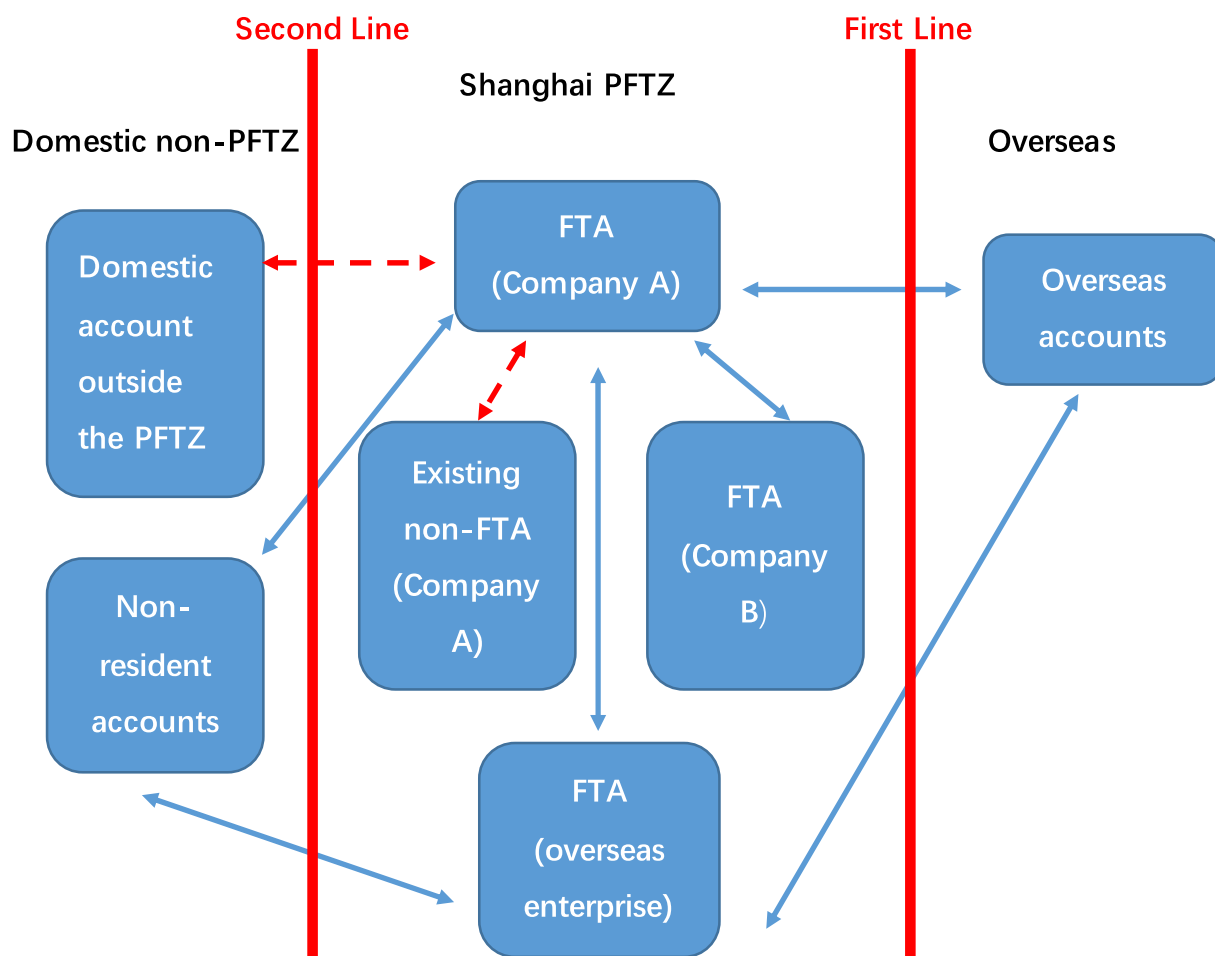 Second Line
First Line
Shanghai PFTZ
Domestic non-PFTZ
Overseas
Domestic
account
outside
the PFTZ
FTA
(Company A)
Overseas
accounts
Existing
non-FTA
(Company
A)
FTA
(Company
B)
Non-
resident
accounts
FTA
(overseas
enterprise)